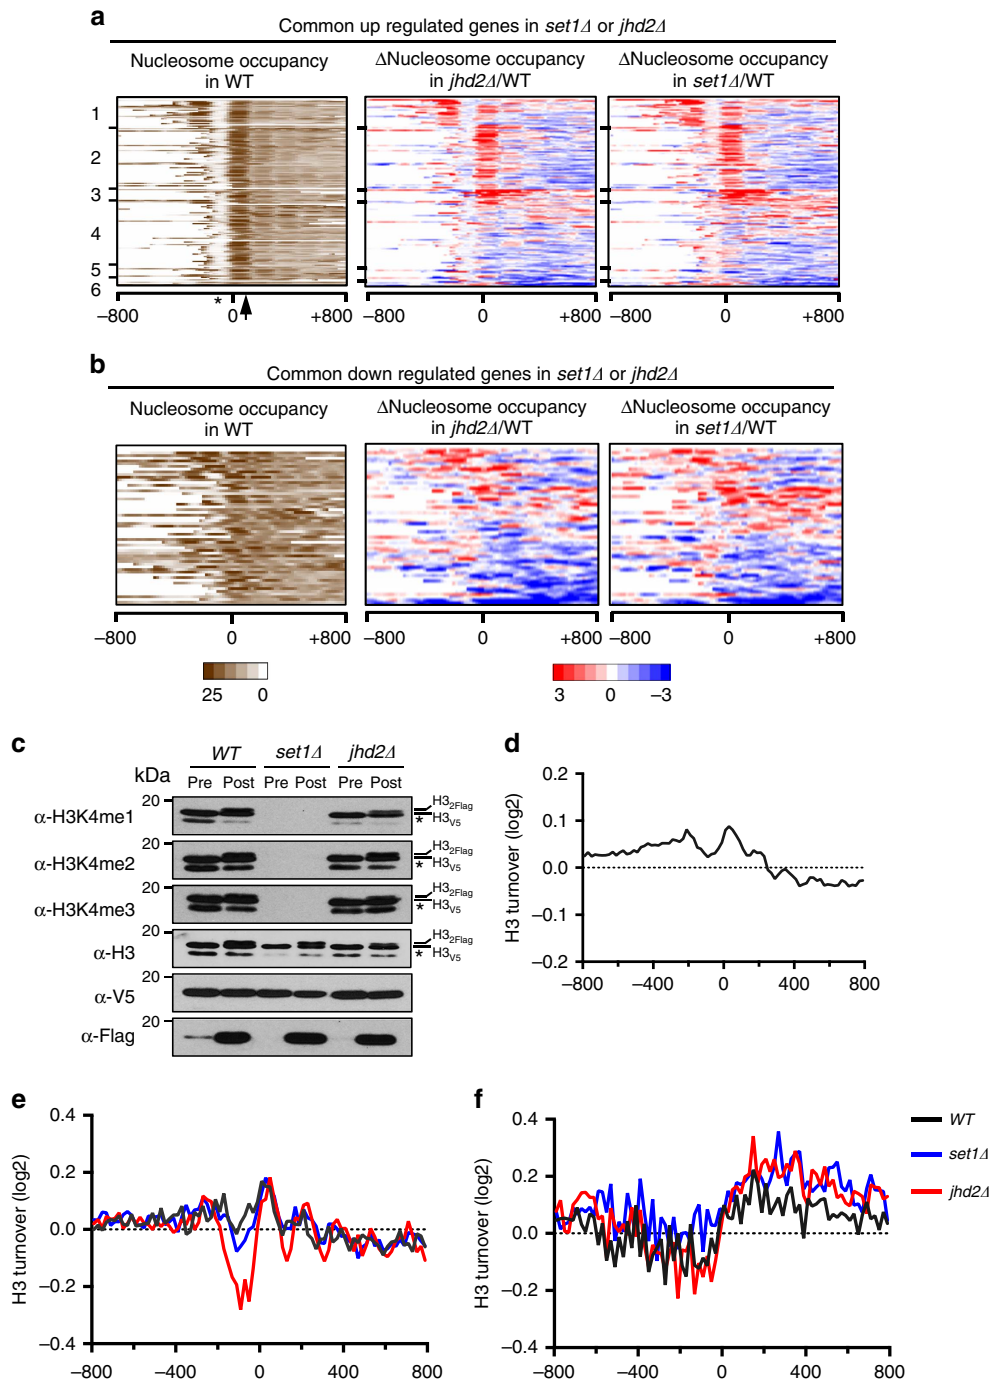 a
Common up regulated genes in set1Δ or jhd2Δ
Nucleosome occupancy
in WT
ΔNucleosome occupancy
in jhd2Δ/WT
ΔNucleosome occupancy
in set1Δ/WT
1
2
3
4
5
6
*
−800 0 +800
−800 0 +800
−800 0 +800
b
Common down regulated genes in set1Δ or jhd2Δ
Nucleosome occupancy
in WT
ΔNucleosome occupancy
in jhd2Δ/WT
ΔNucleosome occupancy
in set1Δ/WT
−800 0 +800
−800 0 +800
−800 0 +800
25 0
3 0 −3
c
WT set1Δ jhd2Δ
kDa
Pre Post Pre Post Pre Post
20
α-H3K4me1
H32Flag
* H3V5
20
α-H3K4me2
H32Flag
* H3V5
20
α-H3K4me3
H32Flag
* H3V5
20
α-H3
H32Flag
* H3V5
20
α-V5
20
α-Flag
d
H3 turnover (log2)
0.2
0.1
0.0
−0.1
−0.2
−800 −400 0 400 800
e
H3 turnover (log2)
0.4
0.2
0.0
−0.2
−0.4
−800 −400 0 400 800
f
H3 turnover (log2)
0.4
0.2
0.0
−0.2
−0.4
−800 −400 0 400 800
WT
set1Δ
jhd2Δ